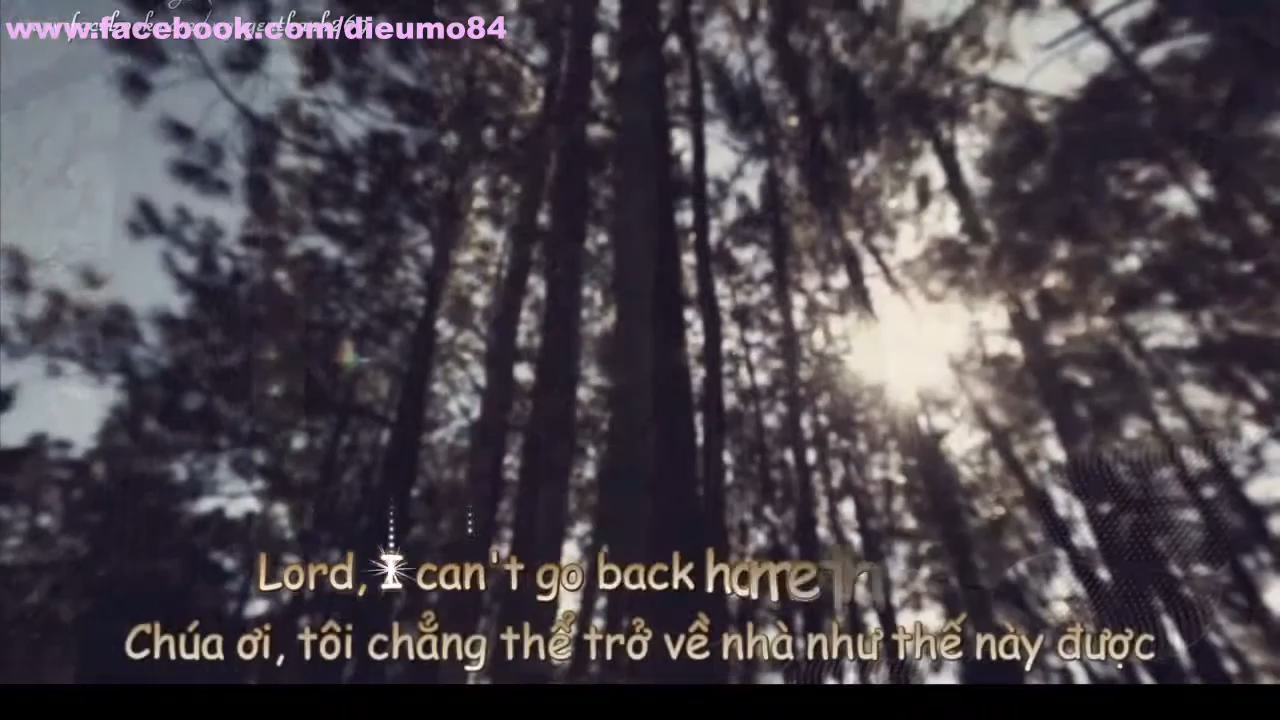 www.facebook.com/dieumo84
Lord, I can't go back home
Chúa ơi, tôi chẳng thể trở về nhà như thế này được